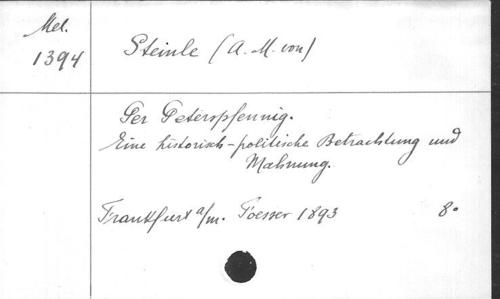 Mel.
1394
Steinle (A. M. von)
Der Peterspfennig.
Eine historisch-politische Betrachtung und
Mahnung.
Frankfurt a/m. Foesser 1893 8°